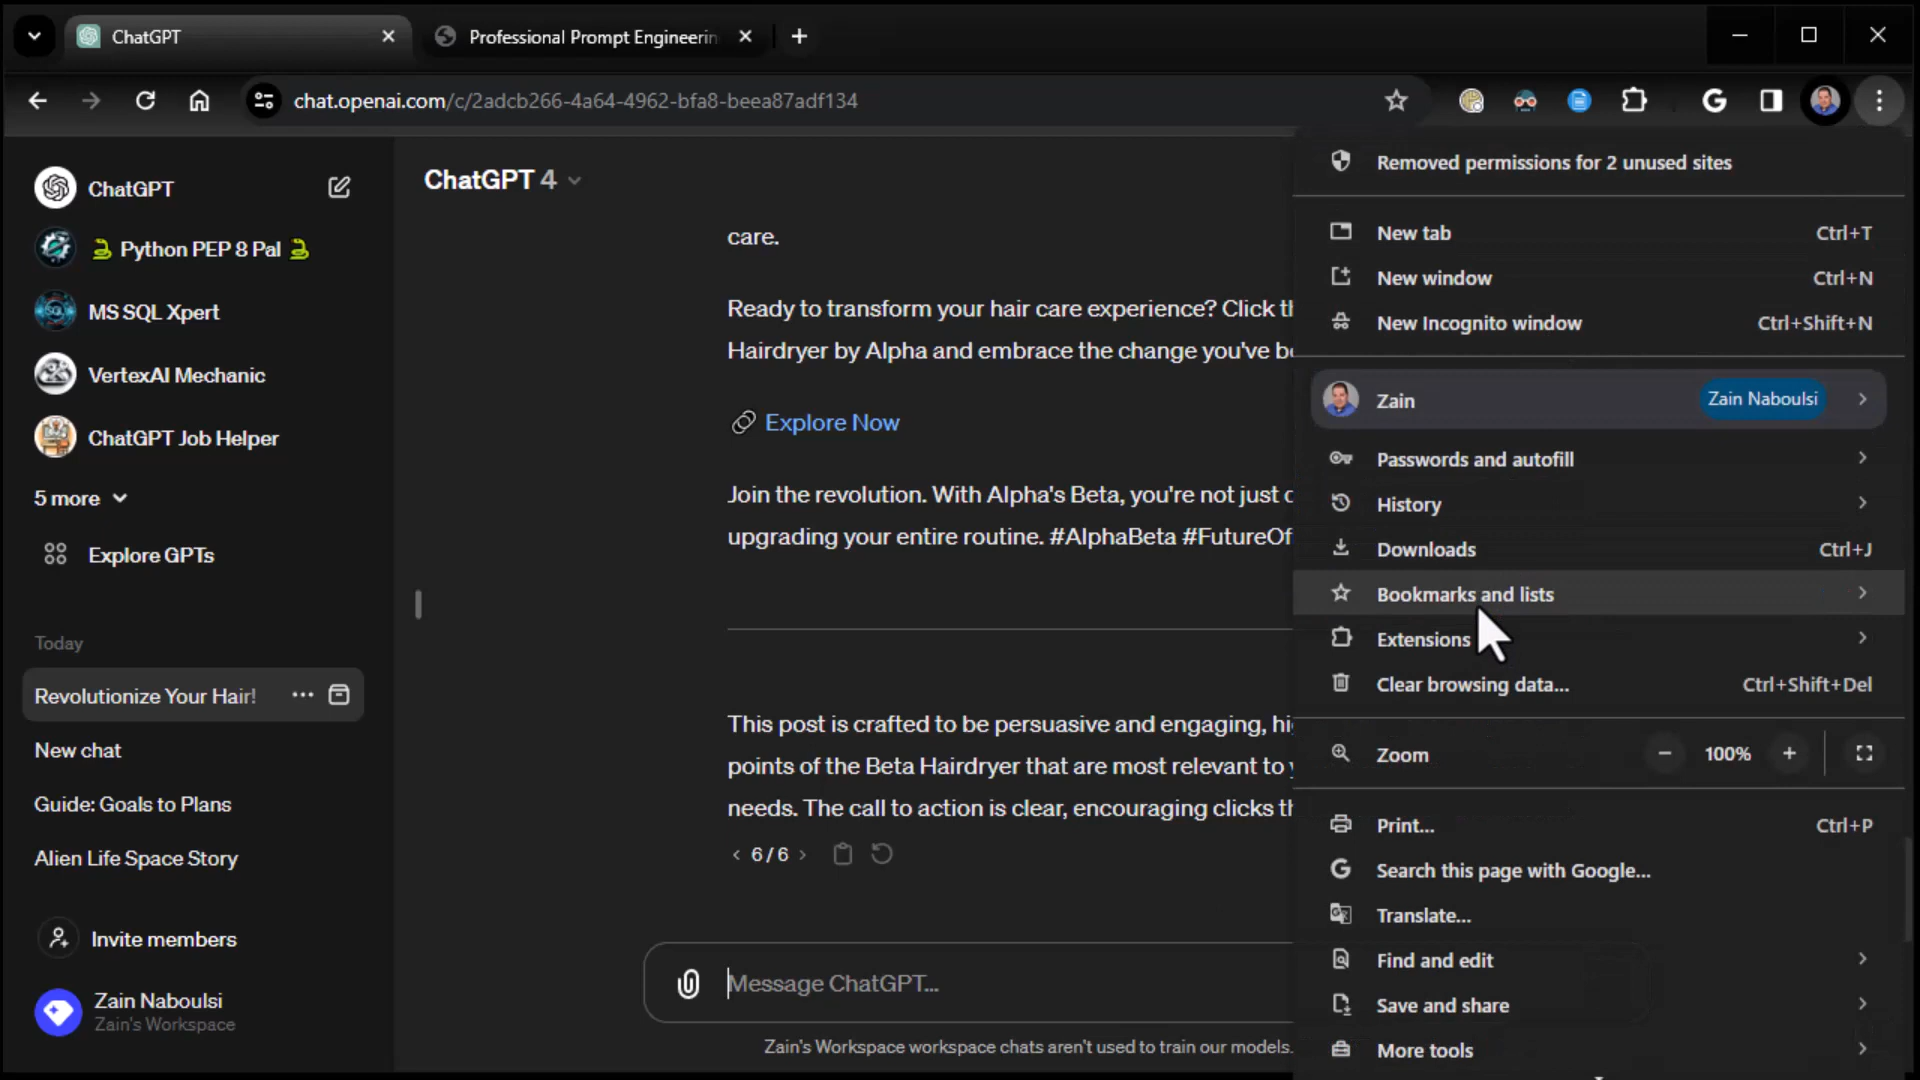 ChatGPT
Professional Prompt Engineerin
chat.openai.com/c/2adcb266-4a64-4962-bfa8-beea87adf134
ChatGPT
Python PEP 8 Pal
MS SQL Xpert
VertexAI Mechanic
ChatGPT Job Helper
5 more
Explore GPTs
Today
Revolutionize Your Hair!
New chat
Guide: Goals to Plans
Alien Life Space Story
Invite members
Zain Naboulsi
Zain's Workspace
ChatGPT 4
care.
Ready to transform your hair care experience? Click
Hairdryer by Alpha and embrace the change you've
Explore Now
Join the revolution. With Alpha's Beta, you're not just
upgrading your entire routine. #AlphaBeta #FutureOf
This post is crafted to be persuasive and engaging,
points of the Beta Hairdryer that are most relevant to
needs. The call to action is clear, encouraging clicks
6/6
Message ChatGPT...
Zain's Workspace workspace chats aren't used to train our models.
Removed permissions for 2 unused sites
New tab Ctrl+T
New window Ctrl+N
New Incognito window Ctrl+Shift+N
Zain Zain Naboulsi
Passwords and autofill
History
Downloads Ctrl+J
Bookmarks and lists
Extensions
Clear browsing data... Ctrl+Shift+Del
Zoom − 100% +
Print... Ctrl+P
Search this page with Google...
Translate...
Find and edit
Save and share
More tools